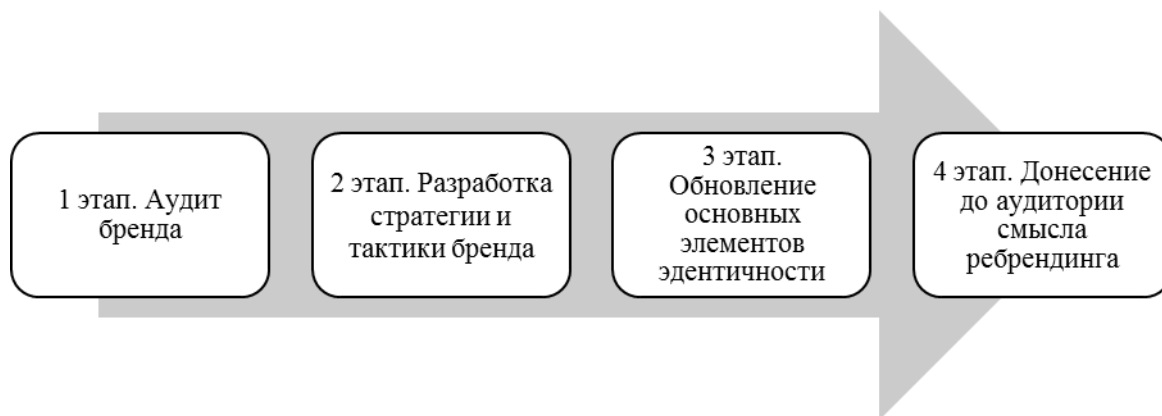 1 этап. Аудит
бренда
2 этап. Разработка
стратегии и
тактики бренда
3 этап.
Обновление
основных
элементов
эдентичности
4 этап. Донесение
до аудитории
смысла
ребрендинга